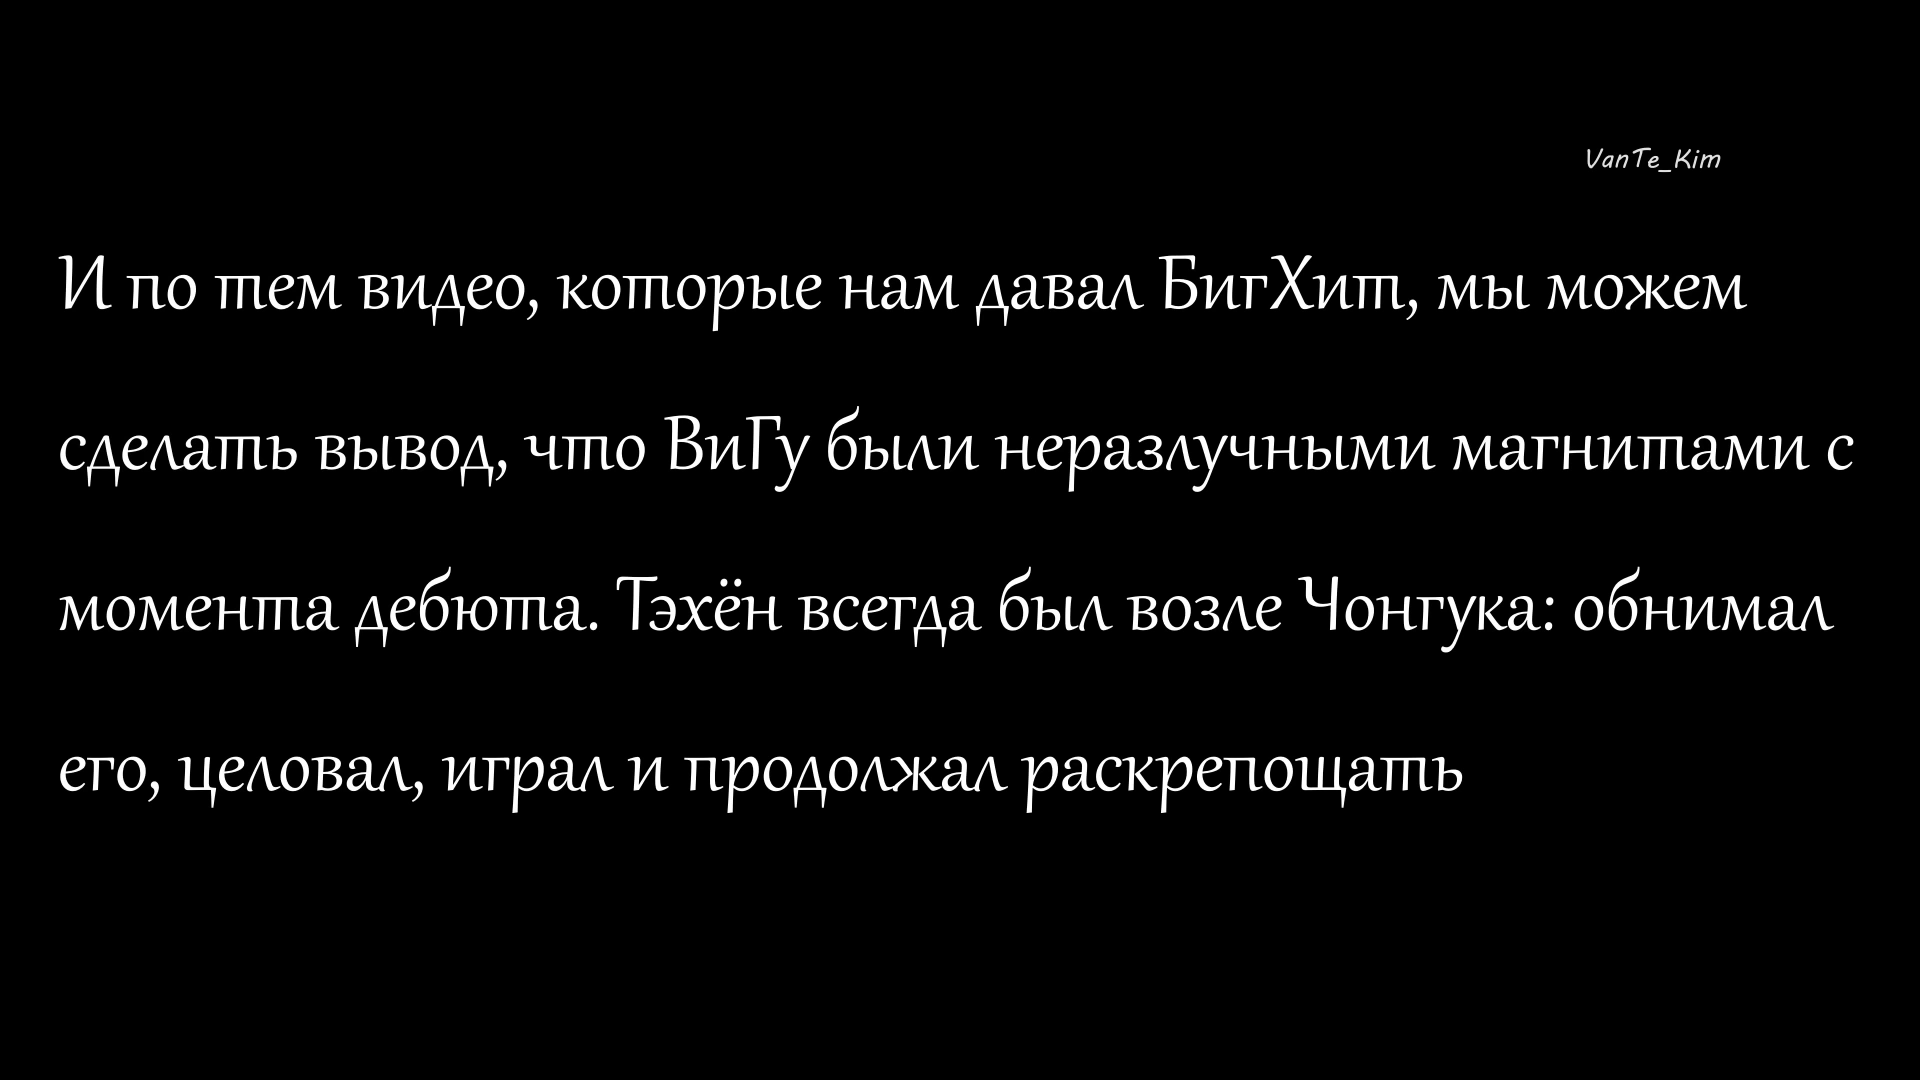 VanTe_Kim
И по тем видео, которые нам давал БигХит, мы можем
сделать вывод, что ВиГу были неразлучными магнитами с
момента дебюта. Тэхён всегда был возле Чонгука: обнимал
его, целовал, играл и продолжал раскрепощать